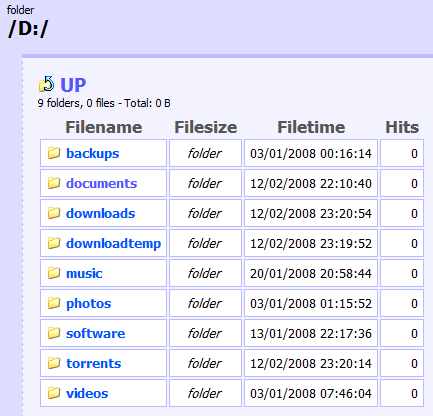 folder
/D:/
UP
9 folders, 0 files - Total: 0 B
Filename Filesize Filetime Hits
backups folder 03/01/2008 00:16:14 0
documents folder 12/02/2008 22:10:40 0
downloads folder 12/02/2008 23:20:54 0
downloadtemp folder 12/02/2008 23:19:52 0
music folder 20/01/2008 20:58:44 0
photos folder 03/01/2008 01:15:52 0
software folder 13/01/2008 22:17:36 0
torrents folder 12/02/2008 23:20:14 0
videos folder 03/01/2008 07:46:04 0